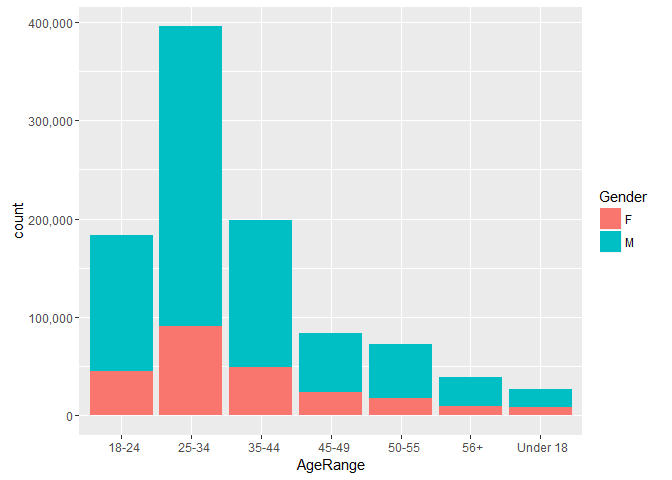 400,000
300,000
200,000
100,000
0
count
18-24 25-34 35-44 45-49 50-55 56+ Under 18
AgeRange
Gender
F
M